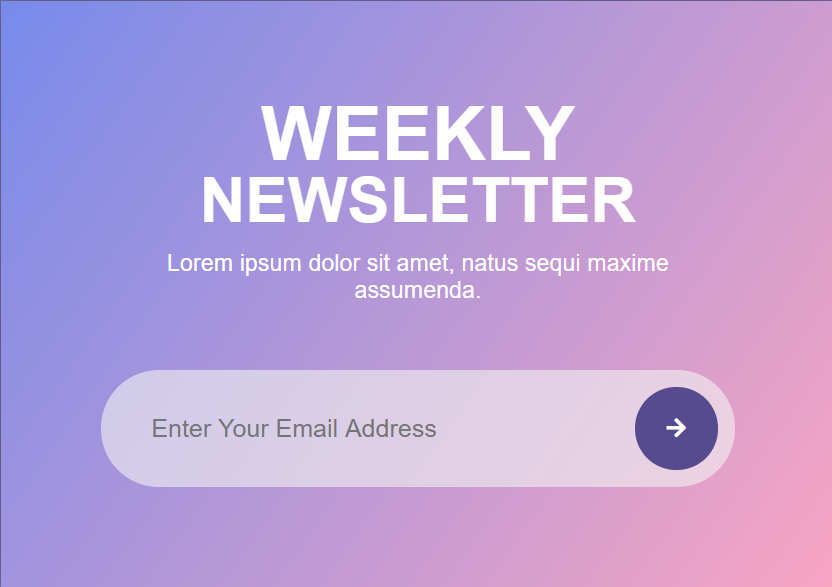 WEEKLY
NEWSLETTER
Lorem ipsum dolor sit amet, natus sequi maxime
assumenda.
Enter Your Email Address